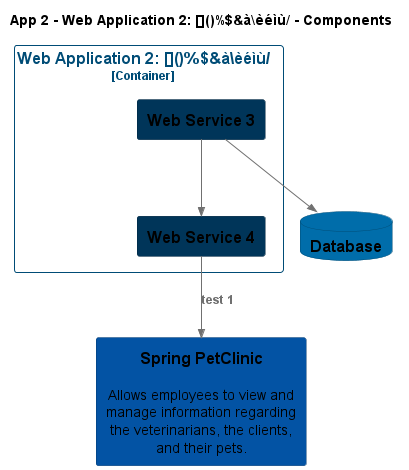 App 2 - Web Application 2: []()%$&à\èéìù/ - Components
Web Application 2: []()%$&à\èéìù/
[Container]
Web Service 3
Web Service 4
Database
test 1
Spring PetClinic
Allows employees to view and
manage information regarding
the veterinarians, the clients,
and their pets.